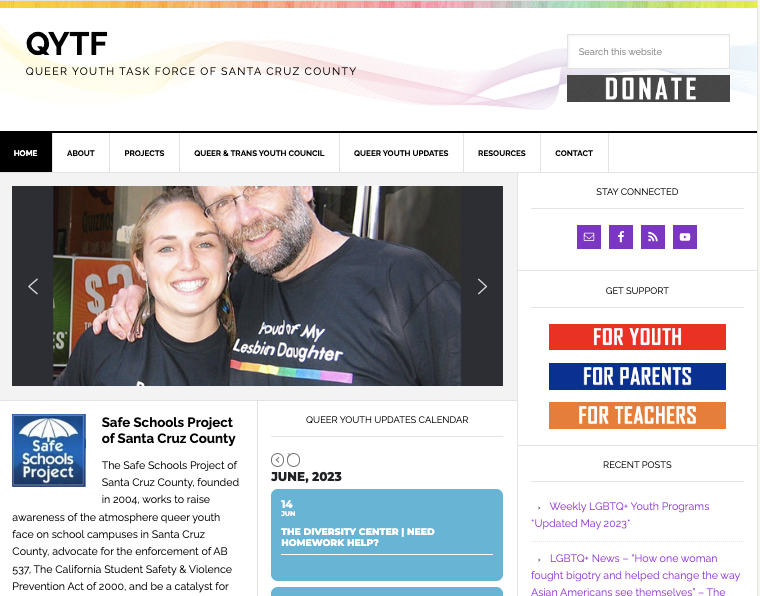 QYTF
QUEER YOUTH TASK FORCE OF SANTA CRUZ COUNTY
Search this website
DONATE
HOME
ABOUT
PROJECTS
QUEER & TRANS YOUTH COUNCIL
QUEER YOUTH UPDATES
RESOURCES
CONTACT
$2
oud of My
Lesbin Daughter
STAY CONNECTED
GET SUPPORT
FOR YOUTH
FOR PARENTS
FOR TEACHERS
RECENT POSTS
Weekly LGBTQ+ Youth Programs
*Updated May 2023*
LGBTQ+ News – "How one woman
fought bigotry and helped change the way
Asian Americans see themselves" – The
Safe
Schools
Project
Safe Schools Project
of Santa Cruz County
The Safe Schools Project of
Santa Cruz County, founded
in 2004, works to raise
awareness of the atmosphere queer youth
face on school campuses in Santa Cruz
County, advocate for the enforcement of AB
537, The California Student Safety & Violence
Prevention Act of 2000, and be a catalyst for
QUEER YOUTH UPDATES CALENDAR
JUNE, 2023
14
JUN
THE DIVERSITY CENTER | NEED
HOMEWORK HELP?